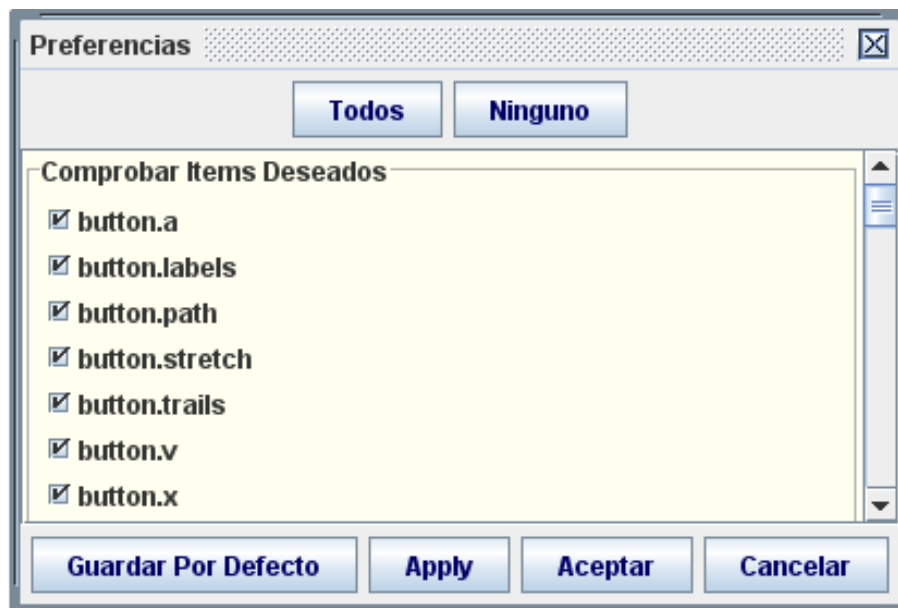 Preferencias
Todos Ninguno
Comprobar Items Deseados
button.a
button.labels
button.path
button.stretch
button.trails
button.v
button.x
Guardar Por Defecto Apply Aceptar Cancelar